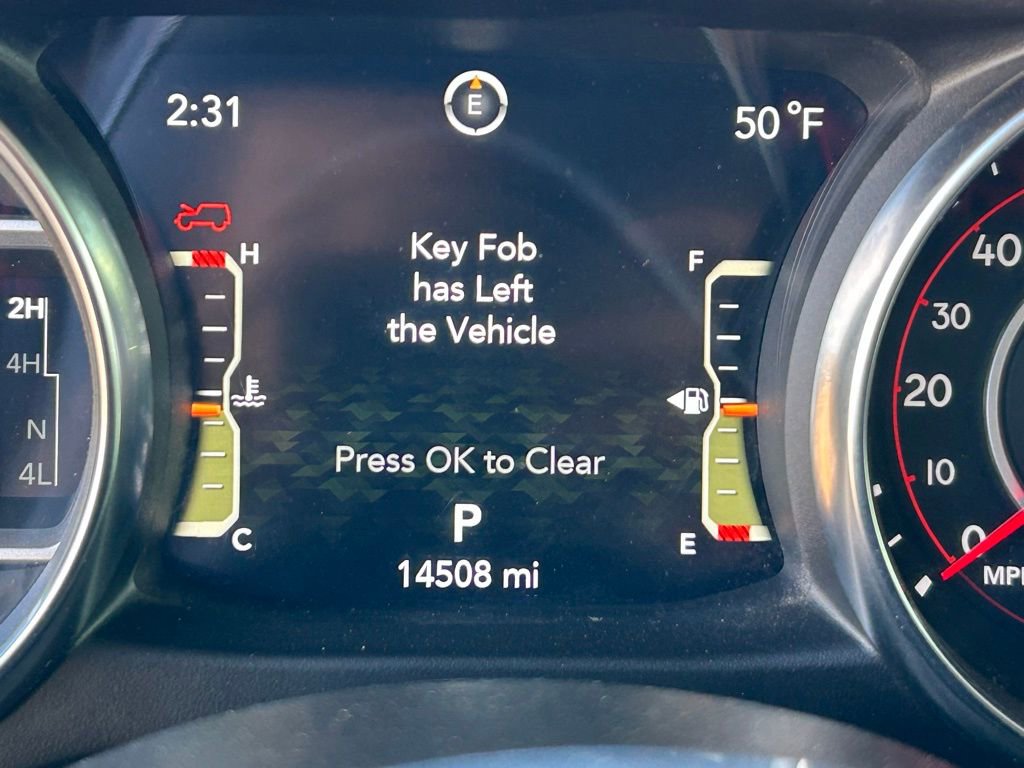 2:31
E
50°F
H
Key Fob
has Left
the Vehicle
F
2H
4H
N
4L
Press OK to Clear
C
P
E
14508 mi
40
30
20
10
0